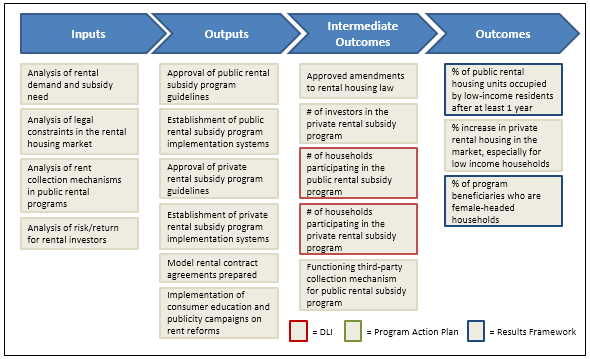 Inputs
Outputs
Intermediate
Outcomes
Outcomes
Analysis of rental
demand and subsidy
need
Analysis of legal
constraints in the rental
housing market
Analysis of rent
collection mechanisms
in public rental
programs
Analysis of risk/return
for rental investors
Approval of public rental
subsidy program
guidelines
Establishment of public
rental subsidy program
implementation systems
Approval of private
rental subsidy program
guidelines
Establishment of private
rental subsidy program
implementation systems
Model rental contract
agreements prepared
Implementation of
consumer education and
publicity campaigns on
rent reforms
Approved amendments
to rental housing law
# of investors in the
private rental subsidy
program
# of households
participating in the
public rental subsidy
program
# of households
participating in the
private rental subsidy
program
Functioning third-party
collection mechanism
for public rental subsidy
program
% of public rental
housing units occupied
by low-income residents
after at least 1 year
% increase in private
rental housing in the
market, especially for
low income households
% of program
beneficiaries who are
female-headed
households
= DLI
= Program Action Plan
= Results Framework